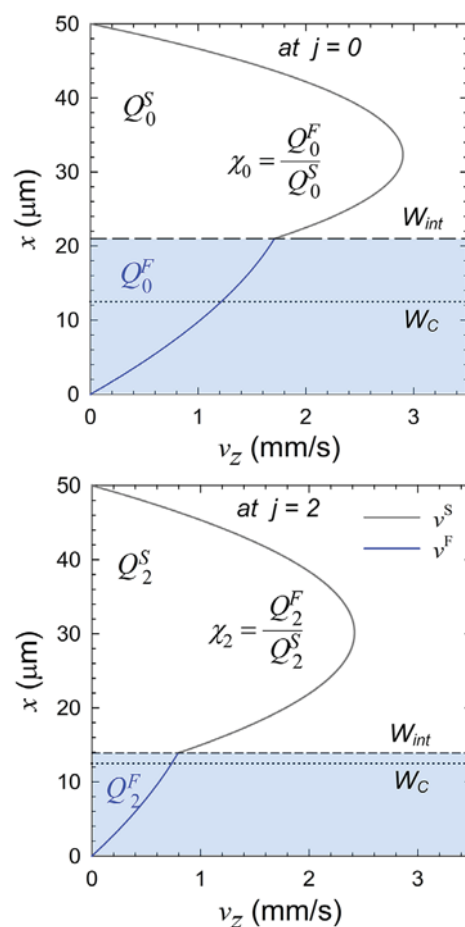 50
at j = 0
40
Q_0^S
χ_0 = Q_0^F / Q_0^S
30
x (μm)
W_int
20
Q_0^F
W_C
10
0
0 1 2 3
v_z (mm/s)
50
at j = 2
v^S
v^F
40
Q_2^S
χ_2 = Q_2^F / Q_2^S
30
x (μm)
20
W_int
W_C
10
Q_2^F
0
0 1 2 3
v_z (mm/s)